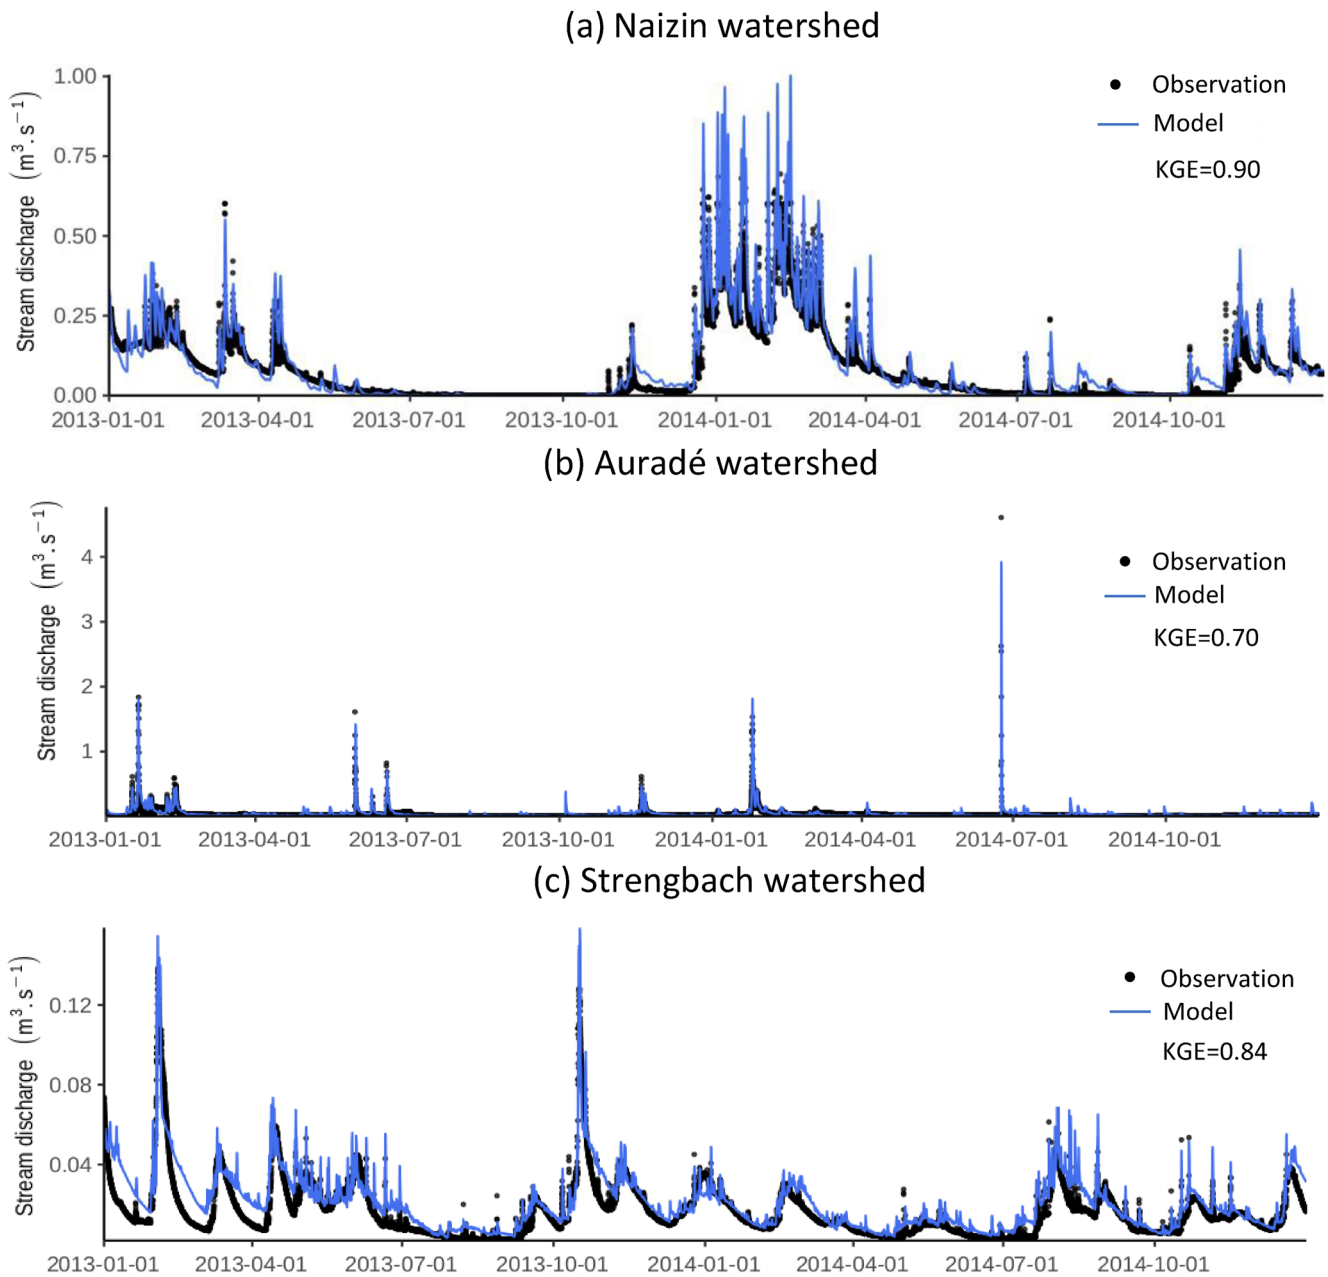 (a) Naizin watershed
Stream discharge (m³.s⁻¹)
1.00
0.75
0.50
0.25
0.00
Observation
Model
KGE=0.90
2013-01-01 2013-04-01 2013-07-01 2013-10-01 2014-01-01 2014-04-01 2014-07-01 2014-10-01
(b) Auradé watershed
Stream discharge (m³.s⁻¹)
4
3
2
1
Observation
Model
KGE=0.70
2013-01-01 2013-04-01 2013-07-01 2013-10-01 2014-01-01 2014-04-01 2014-07-01 2014-10-01
(c) Strengbach watershed
Stream discharge (m³.s⁻¹)
0.12
0.08
0.04
Observation
Model
KGE=0.84
2013-01-01 2013-04-01 2013-07-01 2013-10-01 2014-01-01 2014-04-01 2014-07-01 2014-10-01